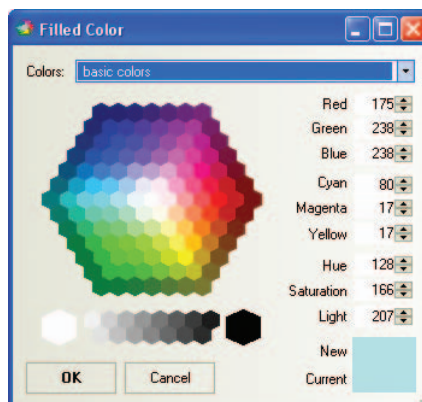 Filled Color
Colors: basic colors
Red 175
Green 238
Blue 238
Cyan 80
Magenta 17
Yellow 17
Hue 128
Saturation 166
Light 207
New
Current
OK Cancel